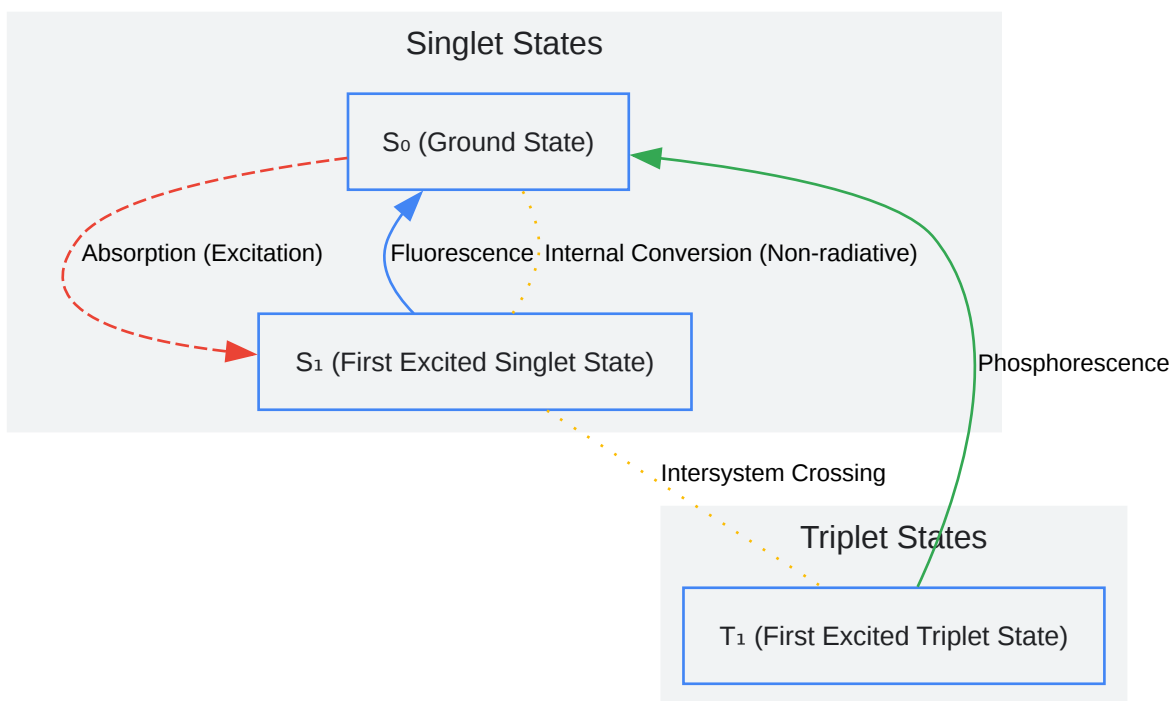 Singlet States
S₀ (Ground State)
Absorption (Excitation)
Fluorescence
Internal Conversion (Non-radiative)
S₁ (First Excited Singlet State)
Phosphorescence
Intersystem Crossing
Triplet States
T₁ (First Excited Triplet State)